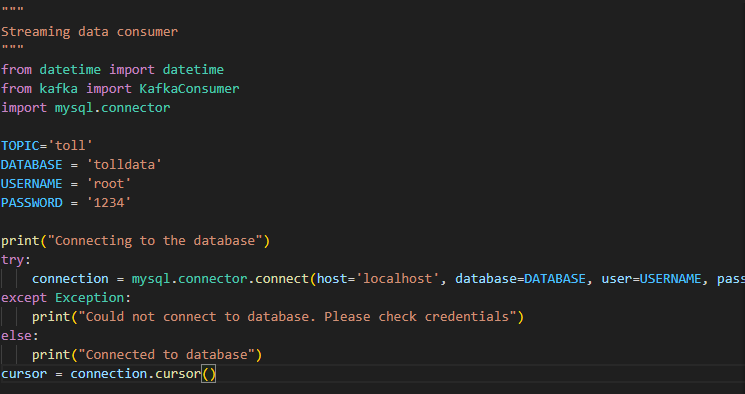 """
Streaming data consumer
"""
from datetime import datetime
from kafka import KafkaConsumer
import mysql.connector
TOPIC='toll'
DATABASE = 'tolldata'
USERNAME = 'root'
PASSWORD = '1234'
print("Connecting to the database")
try:
    connection = mysql.connector.connect(host='localhost', database=DATABASE, user=USERNAME, pass
except Exception:
    print("Could not connect to database. Please check credentials")
else:
    print("Connected to database")
cursor = connection.cursor()